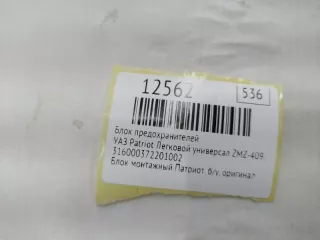 12562
536
Блок предохранителей
УАЗ Patriot Легковой универсал ZMZ-409
316000372201002
Блок монтажный Патриот б/у, оригинал